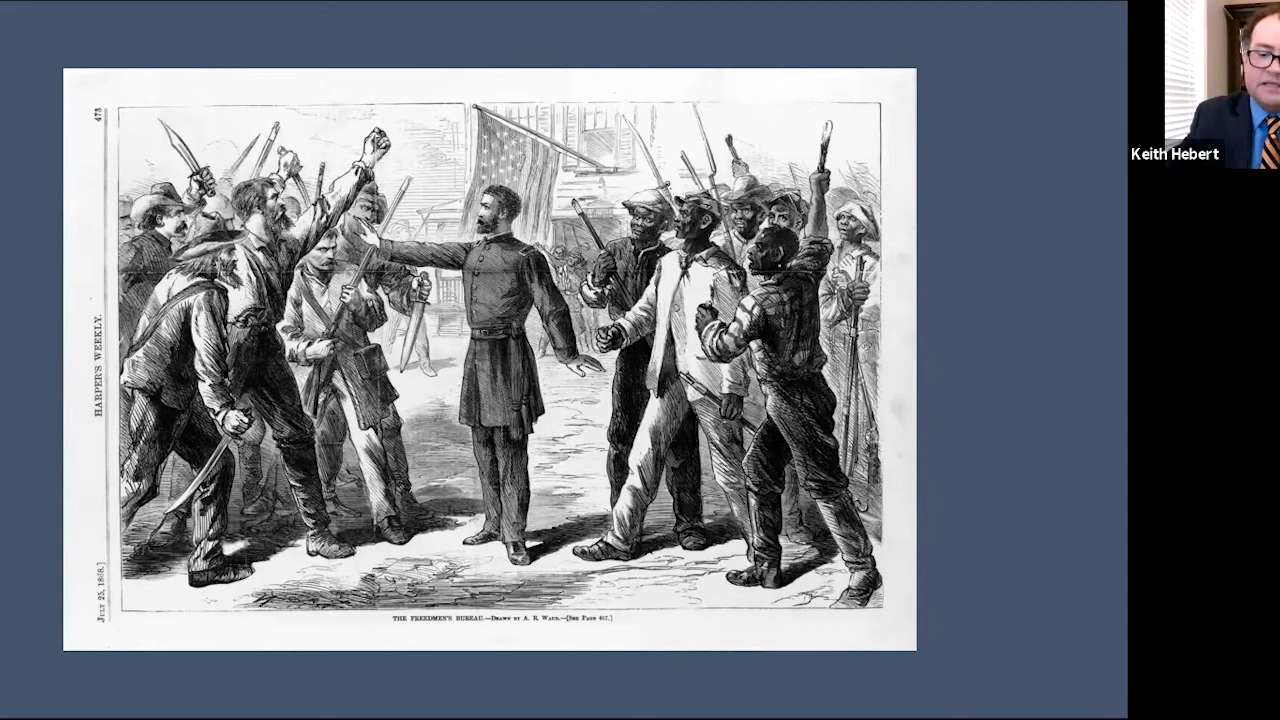 473
HARPER'S WEEKLY.
JULY 25, 1868.]
THE FREEDMEN'S BUREAU.—DRAWN BY A. R. WAUD.—[SEE PAGE 467.]
Keith Hebert